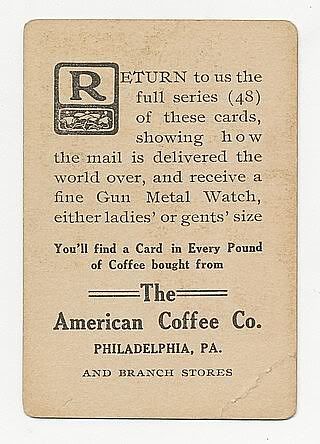 RETURN to us the
full series (48)
of these cards,
showing how
the mail is delivered the
world over, and receive a
fine Gun Metal Watch,
either ladies' or gents' size
You'll find a Card in Every Pound
of Coffee bought from
The
American Coffee Co.
PHILADELPHIA, PA.
AND BRANCH STORES